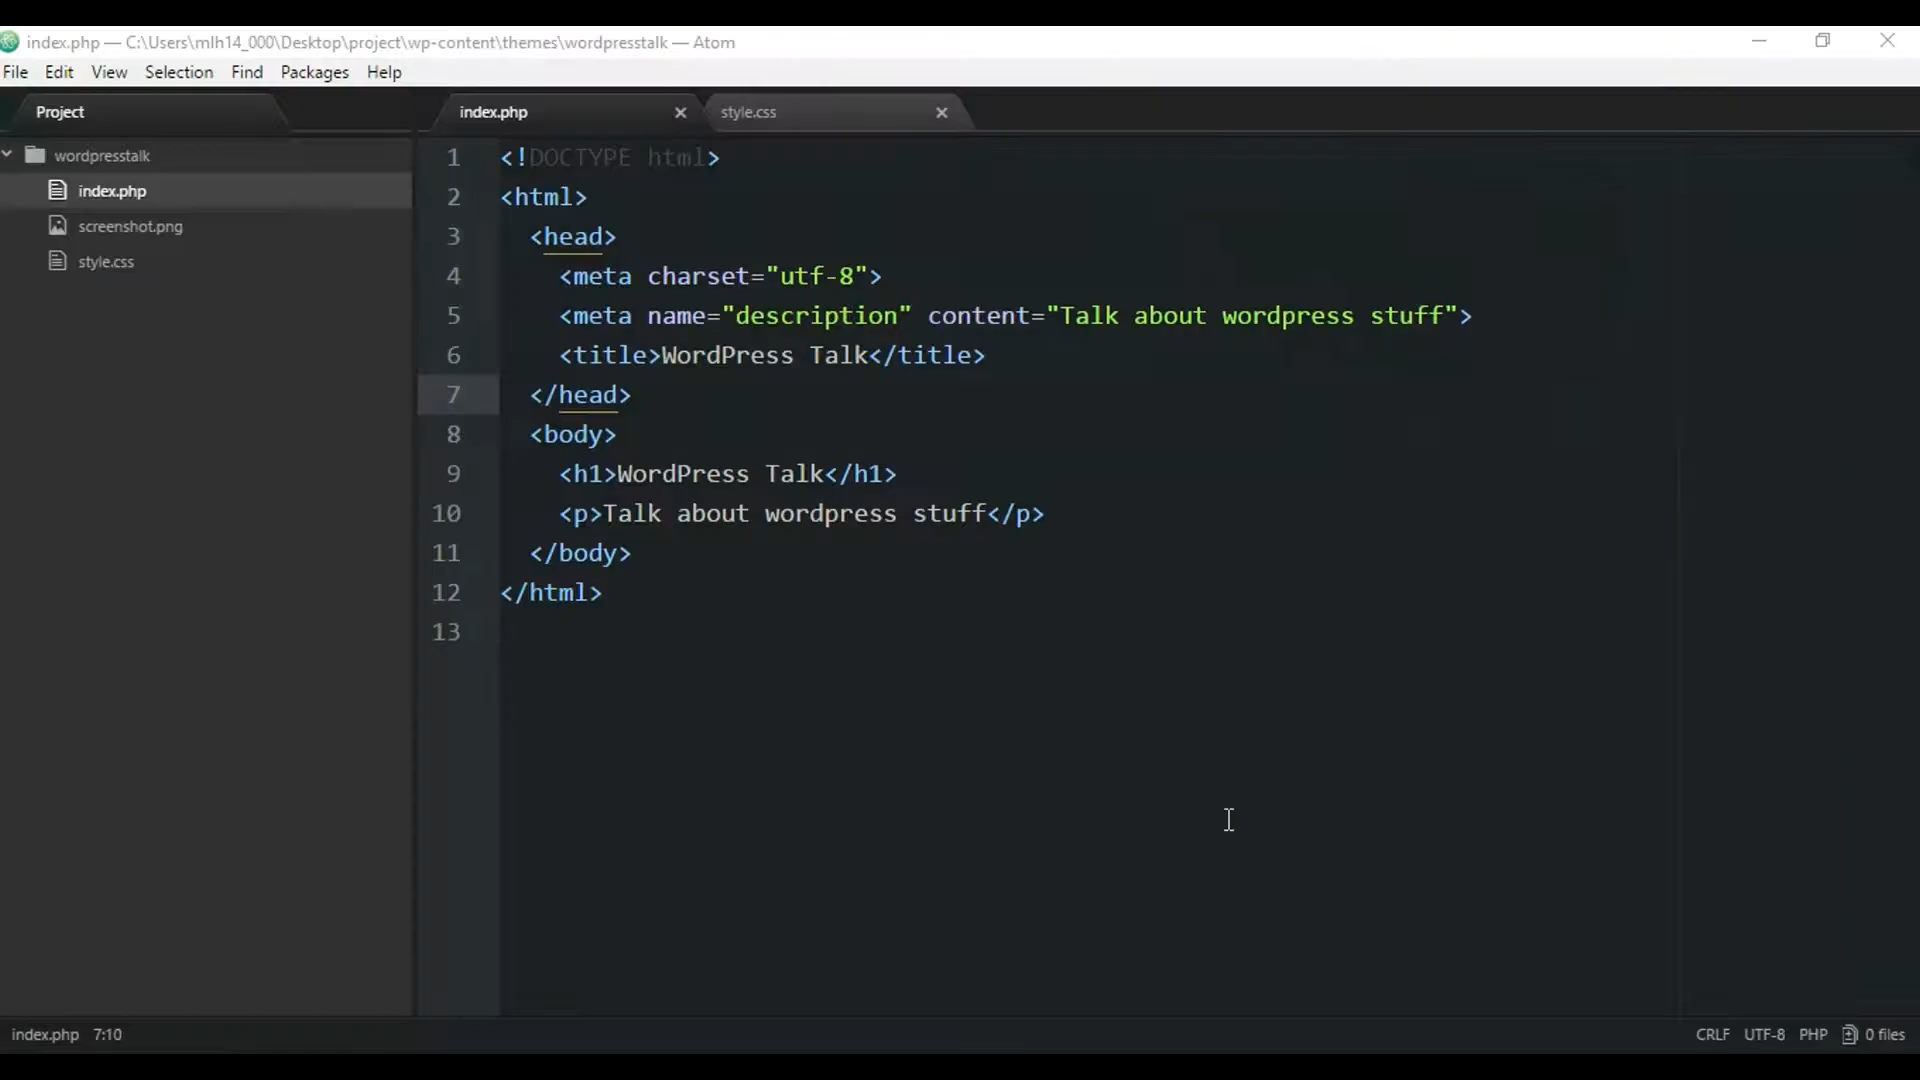 index.php — C:\Users\mlh14_000\Desktop\project\wp-content\themes\wordpresstalk — Atom
File Edit View Selection Find Packages Help
Project
wordpresstalk
index.php
screenshot.png
style.css
index.php style.css
1 <!DOCTYPE html>
2 <html>
3 <head>
4 <meta charset="utf-8">
5 <meta name="description" content="Talk about wordpress stuff">
6 <title>WordPress Talk</title>
7 </head>
8 <body>
9 <h1>WordPress Talk</h1>
10 <p>Talk about wordpress stuff</p>
11 </body>
12 </html>
13
index.php 7:10 CRLF UTF-8 PHP 0 files